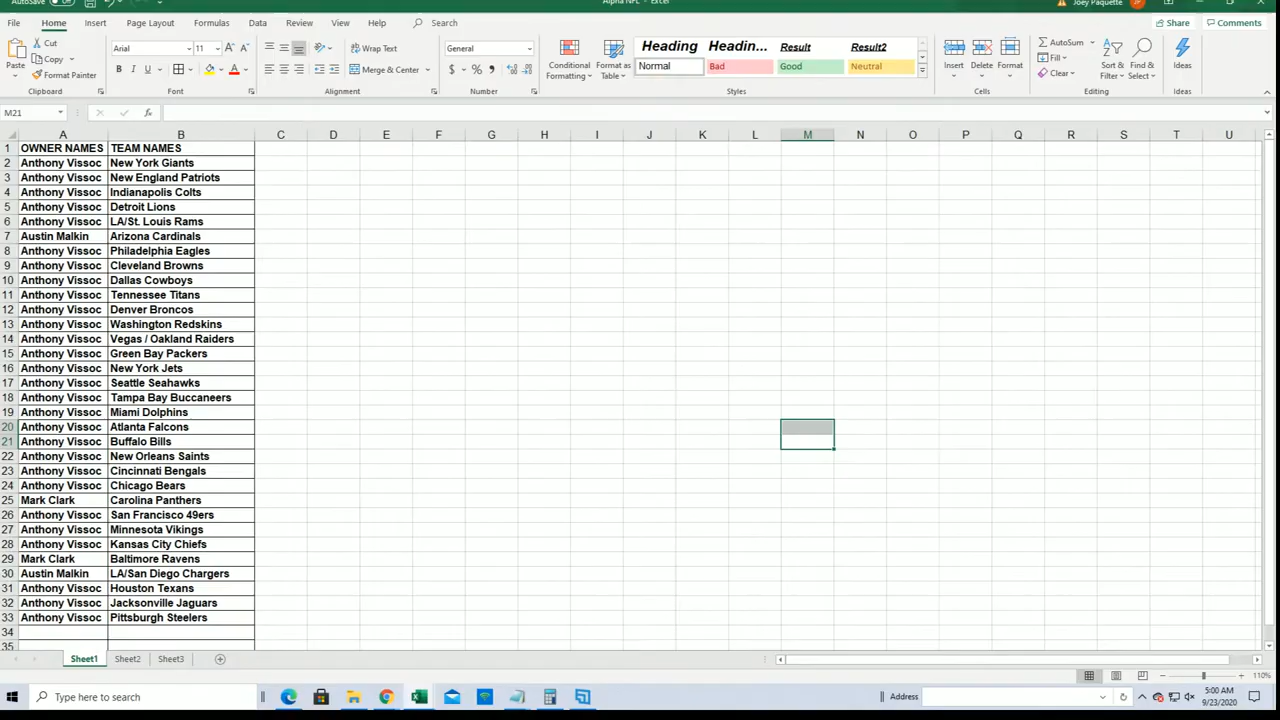 AutoSave Off Alpha NFL - Excel Joey Paquette JP
File Home Insert Page Layout Formulas Data Review View Help Search Share Comments
Paste Cut Copy Format Painter Clipboard
Arial 11 B I U A Font
Wrap Text Merge & Center Alignment
General $ % Number
Conditional Formatting Format as Table Heading Headin... Result Result2 Normal Bad Good Neutral Styles
Insert Delete Format Cells
AutoSum Fill Clear Sort & Filter Find & Select Editing
Ideas Ideas
M21 fx
A B C D E F G H I J K L M N O P Q R S T U
1 OWNER NAMES TEAM NAMES
2 Anthony Vissoc New York Giants
3 Anthony Vissoc New England Patriots
4 Anthony Vissoc Indianapolis Colts
5 Anthony Vissoc Detroit Lions
6 Anthony Vissoc LA/St. Louis Rams
7 Austin Malkin Arizona Cardinals
8 Anthony Vissoc Philadelphia Eagles
9 Anthony Vissoc Cleveland Browns
10 Anthony Vissoc Dallas Cowboys
11 Anthony Vissoc Tennessee Titans
12 Anthony Vissoc Denver Broncos
13 Anthony Vissoc Washington Redskins
14 Anthony Vissoc Vegas / Oakland Raiders
15 Anthony Vissoc Green Bay Packers
16 Anthony Vissoc New York Jets
17 Anthony Vissoc Seattle Seahawks
18 Anthony Vissoc Tampa Bay Buccaneers
19 Anthony Vissoc Miami Dolphins
20 Anthony Vissoc Atlanta Falcons
21 Anthony Vissoc Buffalo Bills
22 Anthony Vissoc New Orleans Saints
23 Anthony Vissoc Cincinnati Bengals
24 Anthony Vissoc Chicago Bears
25 Mark Clark Carolina Panthers
26 Anthony Vissoc San Francisco 49ers
27 Anthony Vissoc Minnesota Vikings
28 Anthony Vissoc Kansas City Chiefs
29 Mark Clark Baltimore Ravens
30 Austin Malkin LA/San Diego Chargers
31 Anthony Vissoc Houston Texans
32 Anthony Vissoc Jacksonville Jaguars
33 Anthony Vissoc Pittsburgh Steelers
34
35
Sheet1 Sheet2 Sheet3
110%
Type here to search Address 5:00 AM
9/23/2020